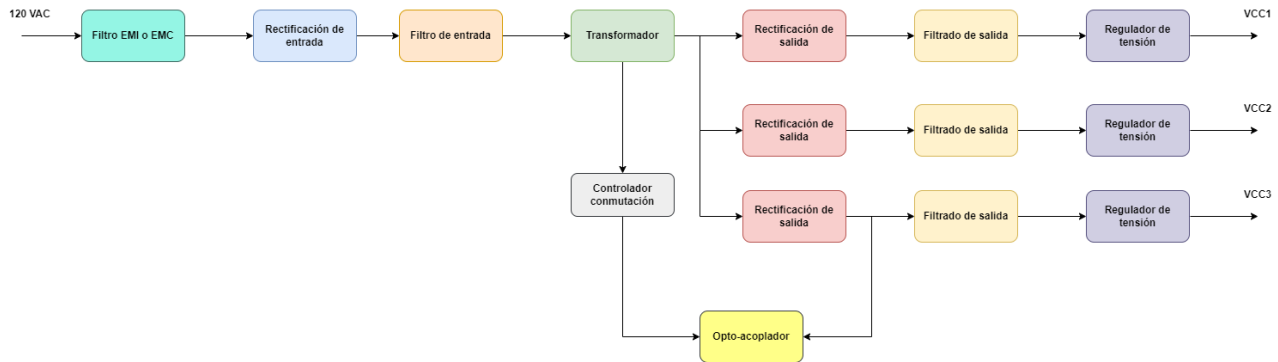 120 VAC
Filtro EMI o EMC
Rectificación de
entrada
Filtro de entrada
Transformador
Rectificación de
salida
Filtrado de salida
Regulador de
tensión
VCC1
Rectificación de
salida
Filtrado de salida
Regulador de
tensión
VCC2
Controlador
conmutación
Rectificación de
salida
Filtrado de salida
Regulador de
tensión
VCC3
Opto-acoplador